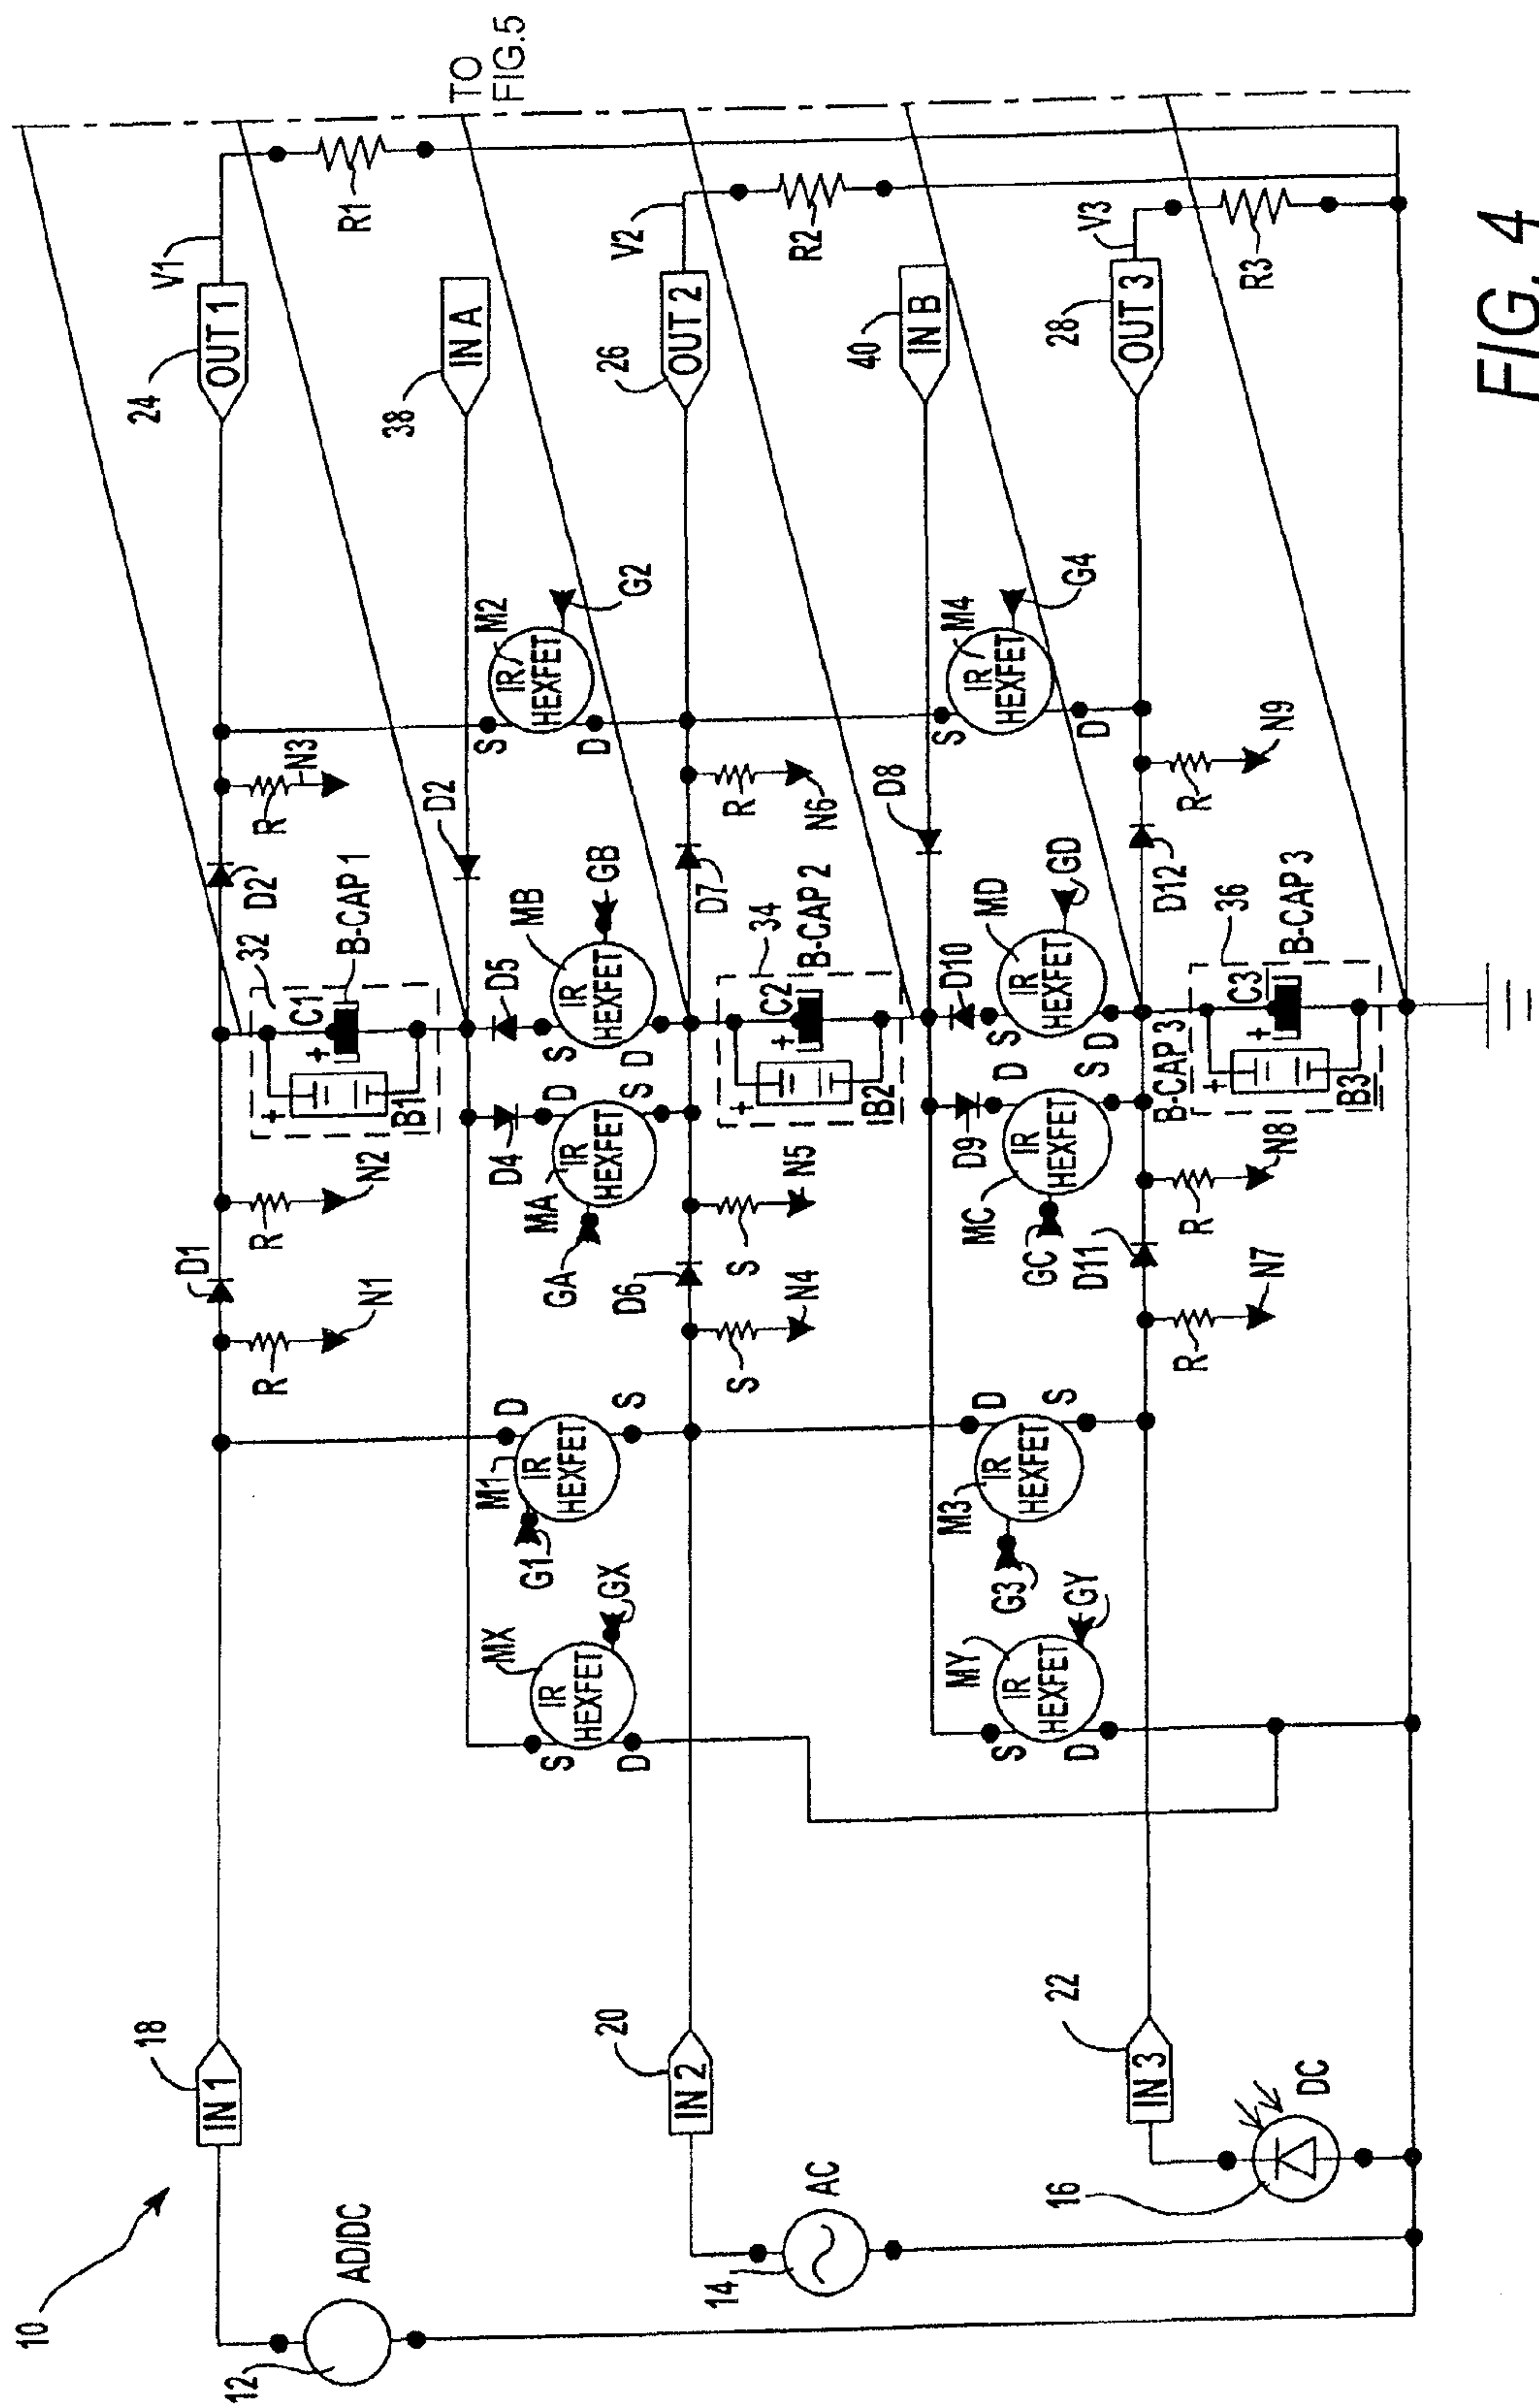 10
12
AD/DC
18
IN 1
14
AC
20
IN 2
16
DC
22
IN 3
D1
R
N1
R
N2
32
C1
+
B-CAP 1
+
B1
D2'
R
N3
24
OUT 1
V1
R1
TO
FIG.5
MX
IR
HEXFET
GX
S
D
M1
IR
HEXFET
G1
D
S
D4
D
MA
IR
HEXFET
GA
S
D5
S
MB
IR
HEXFET
GB
D
D2
38
IN A
S
M2
IR
HEXFET
G2
D
D6
S
N4
S
N5
34
C2
+
B-CAP 2
+
B2
D7
R
N6
26
OUT 2
V2
R2
MY
IR
HEXFET
GY
S
D
M3
IR
HEXFET
G3
D
S
D9
D
MC
IR
HEXFET
GC
S
D10
S
MD
IR
HEXFET
GD
D
D8
40
IN B
S
M4
IR
HEXFET
G4
D
D11
R
N7
R
N8
B-CAP 3
36
C3
+
B-CAP 3
+
B3
D12
R
N9
28
OUT 3
V3
R3
FIG. 4